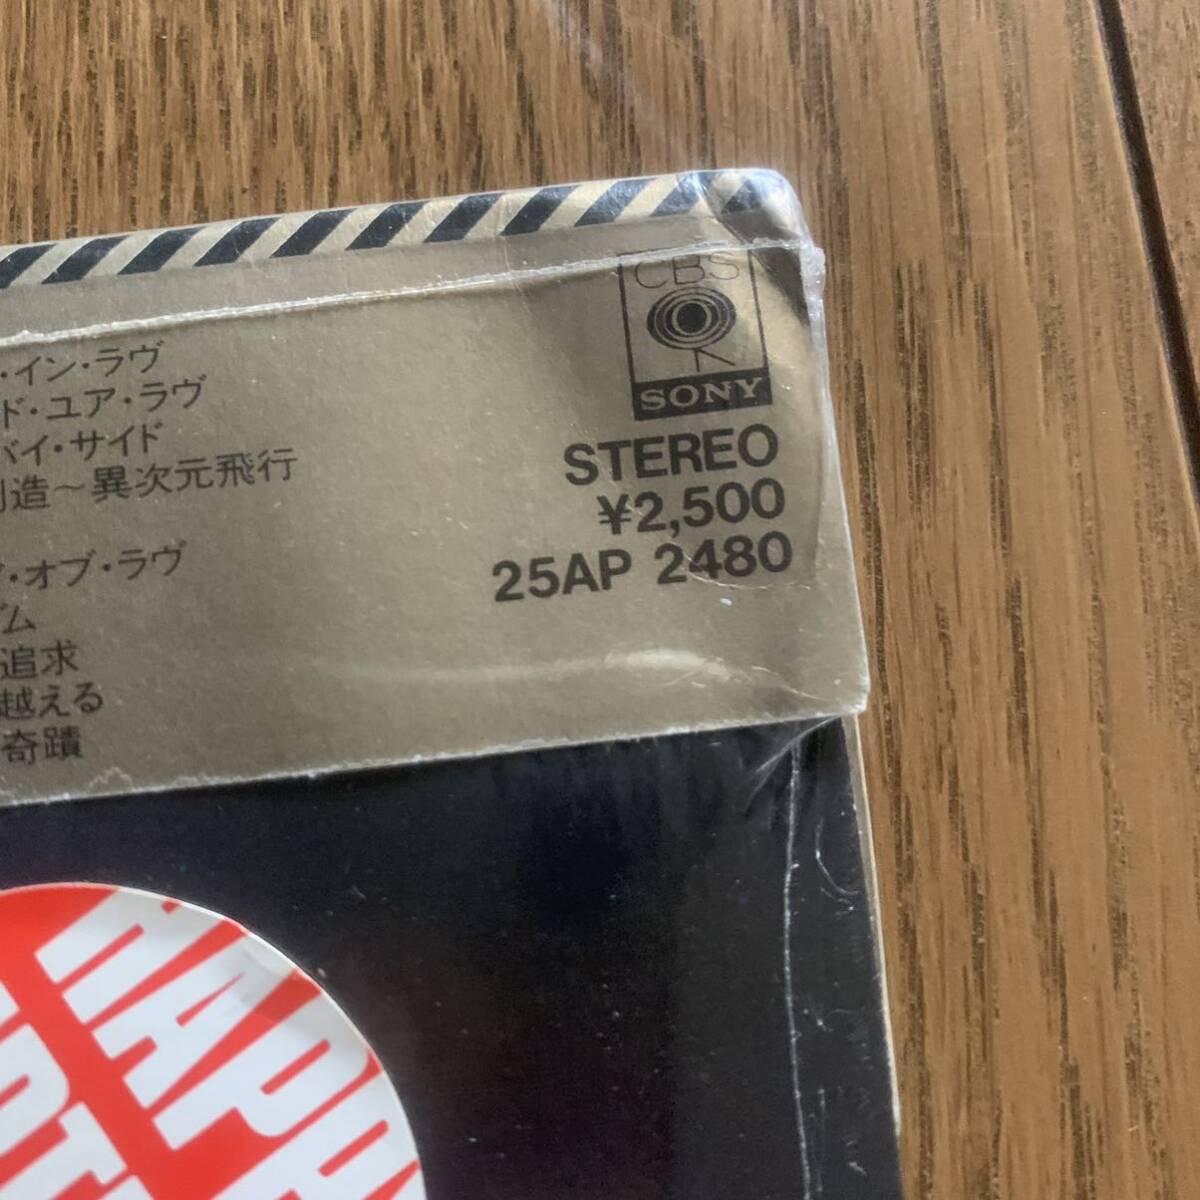 ・イン・ラヴ
ド・ユア・ラヴ
バイ・サイド
創造〜異次元飛行
・オブ・ラヴ
ズム
追求
越える
奇蹟
CBS
SONY
STEREO
¥2,500
25AP 2480